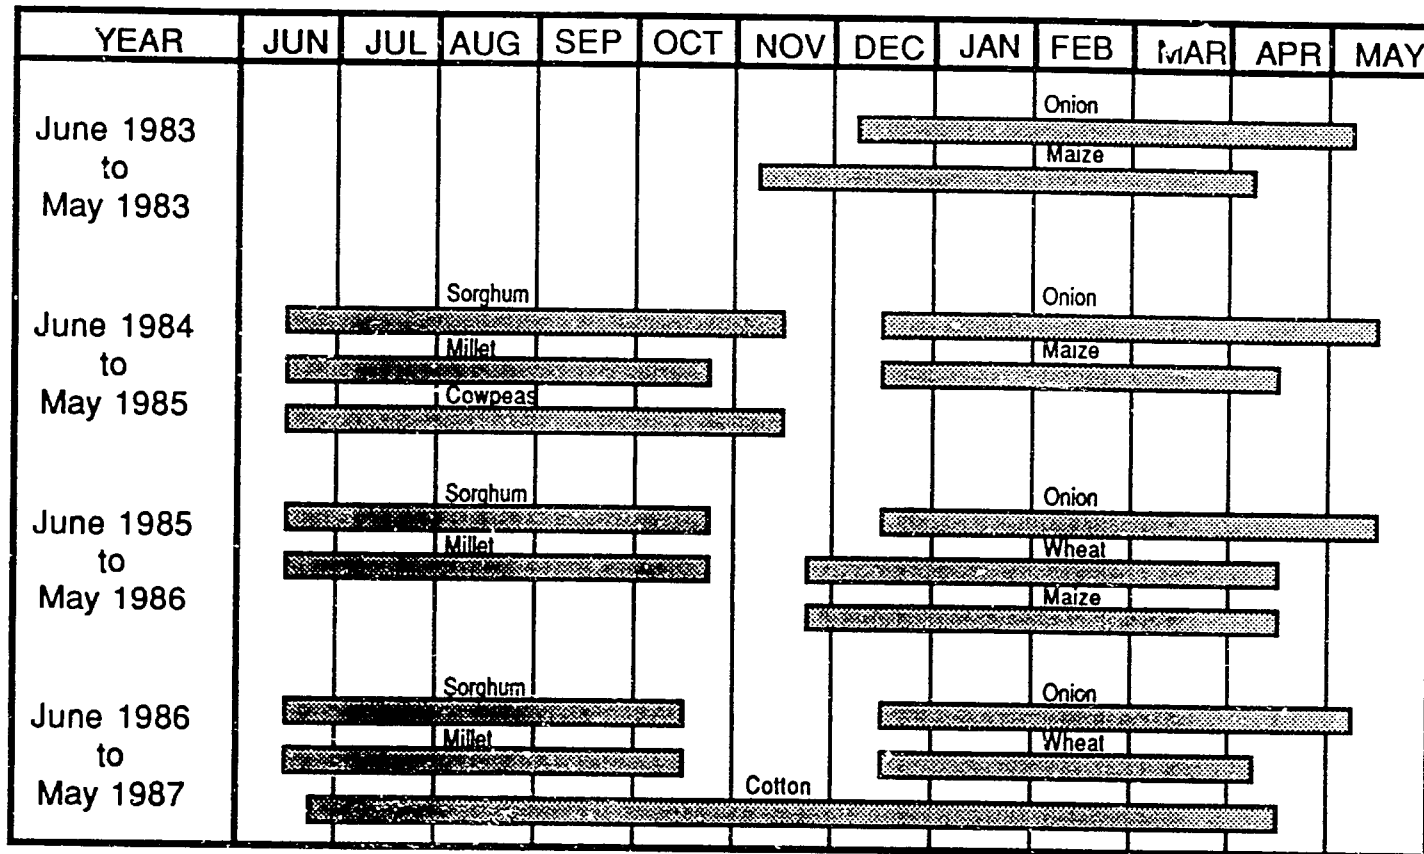 YEAR JUN JUL AUG SEP OCT NOV DEC JAN FEB MAR APR MAY
June 1983
to
May 1983
Onion
Maize
June 1984
to
May 1985
Sorghum
Millet
Cowpeas
Onion
Maize
June 1985
to
May 1986
Sorghum
Millet
Onion
Wheat
Maize
June 1986
to
May 1987
Sorghum
Millet
Cotton
Onion
Wheat